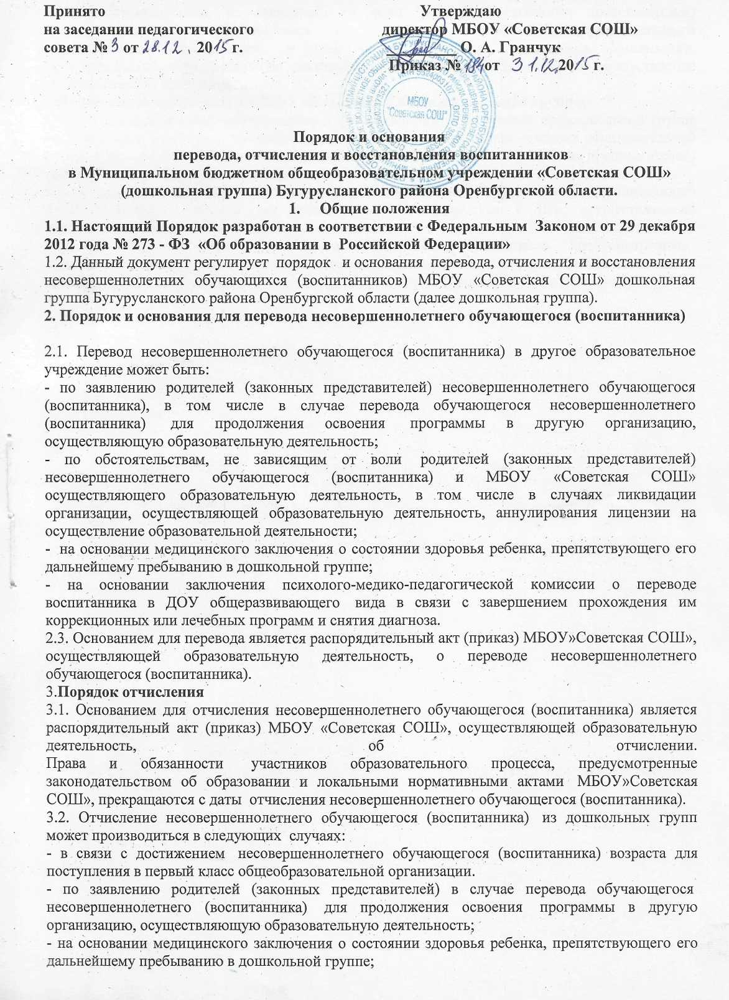 Принято Утверждаю
на заседании педагогического директор МБОУ «Советская СОШ»
совета № 3 от 28.12. 2015 г. ________ О. А. Гранчук
Приказ № 184 от 31.12.2015 г.
МБОУ
"Советская СОШ"
Порядок и основания
перевода, отчисления и восстановления воспитанников
в Муниципальном бюджетном общеобразовательном учреждении «Советская СОШ»
(дошкольная группа) Бугурусланского района Оренбургской области.
1. Общие положения
1.1. Настоящий Порядок разработан в соответствии с Федеральным Законом от 29 декабря
2012 года № 273 - ФЗ «Об образовании в Российской Федерации»
1.2. Данный документ регулирует порядок и основания перевода, отчисления и восстановления
несовершеннолетних обучающихся (воспитанников) МБОУ «Советская СОШ» дошкольная
группа Бугурусланского района Оренбургской области (далее дошкольная группа).
2. Порядок и основания для перевода несовершеннолетнего обучающегося (воспитанника)
2.1. Перевод несовершеннолетнего обучающегося (воспитанника) в другое образовательное
учреждение может быть:
- по заявлению родителей (законных представителей) несовершеннолетнего обучающегося
(воспитанника), в том числе в случае перевода обучающегося несовершеннолетнего
(воспитанника) для продолжения освоения программы в другую организацию,
осуществляющую образовательную деятельность;
- по обстоятельствам, не зависящим от воли родителей (законных представителей)
несовершеннолетнего обучающегося (воспитанника) и МБОУ «Советская СОШ»
осуществляющего образовательную деятельность, в том числе в случаях ликвидации
организации, осуществляющей образовательную деятельность, аннулирования лицензии на
осуществление образовательной деятельности;
- на основании медицинского заключения о состоянии здоровья ребенка, препятствующего его
дальнейшему пребыванию в дошкольной группе;
- на основании заключения психолого-медико-педагогической комиссии о переводе
воспитанника в ДОУ общеразвивающего вида в связи с завершением прохождения им
коррекционных или лечебных программ и снятия диагноза.
2.3. Основанием для перевода является распорядительный акт (приказ) МБОУ»Советская СОШ»,
осуществляющей образовательную деятельность, о переводе несовершеннолетнего
обучающегося (воспитанника).
3.Порядок отчисления
3.1. Основанием для отчисления несовершеннолетнего обучающегося (воспитанника) является
распорядительный акт (приказ) МБОУ «Советская СОШ», осуществляющей образовательную
деятельность, об отчислении.
Права и обязанности участников образовательного процесса, предусмотренные
законодательством об образовании и локальными нормативными актами МБОУ»Советская
СОШ», прекращаются с даты отчисления несовершеннолетнего обучающегося (воспитанника).
3.2. Отчисление несовершеннолетнего обучающегося (воспитанника) из дошкольных групп
может производиться в следующих случаях:
- в связи с достижением несовершеннолетнего обучающегося (воспитанника) возраста для
поступления в первый класс общеобразовательной организации.
- по заявлению родителей (законных представителей) в случае перевода обучающегося
несовершеннолетнего (воспитанника) для продолжения освоения программы в другую
организацию, осуществляющую образовательную деятельность;
- на основании медицинского заключения о состоянии здоровья ребенка, препятствующего его
дальнейшему пребыванию в дошкольной группе;